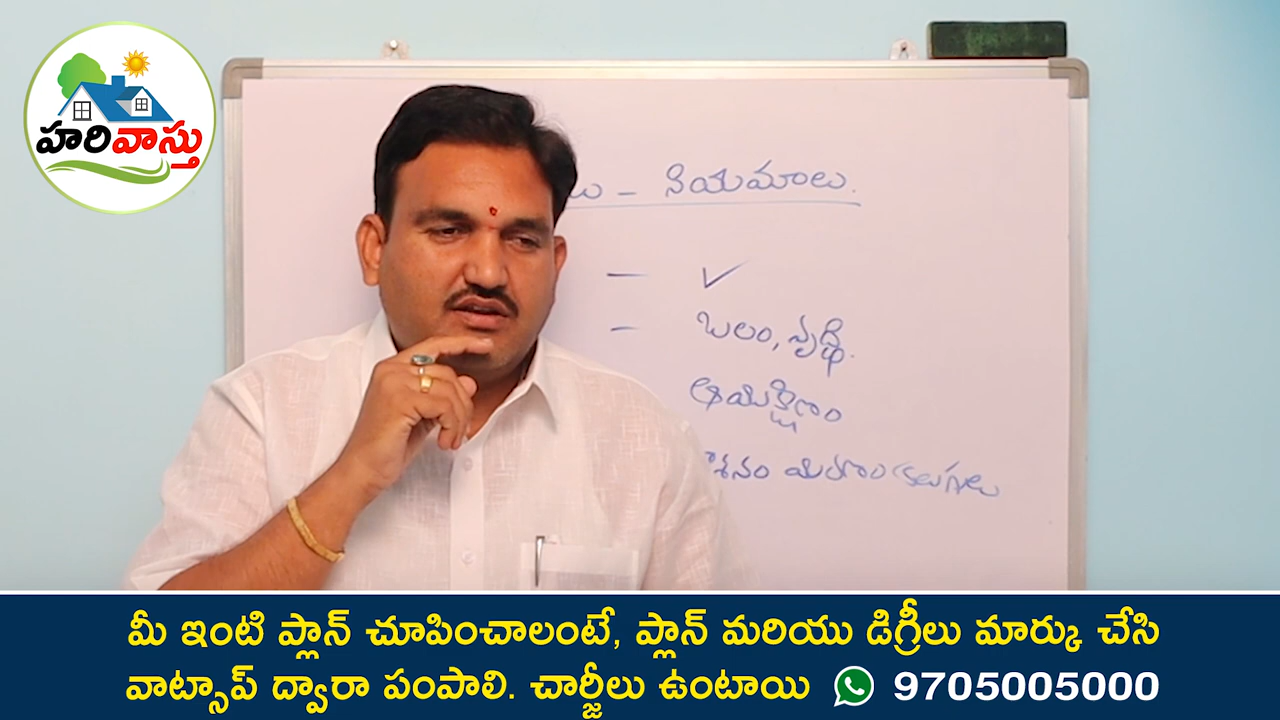 హరివాస్తు
లు – నియమాలు.
– ✓
– బలం, వృద్ధి.
ఆయుక్షీణం
మీ ఇంటి ప్లాన్ చూపించాలంటే, ప్లాన్ మరియు డిగ్రీలు మార్కు చేసి
వాట్సాప్ ద్వారా పంపాలి. చార్జీలు ఉంటాయి 9705005000